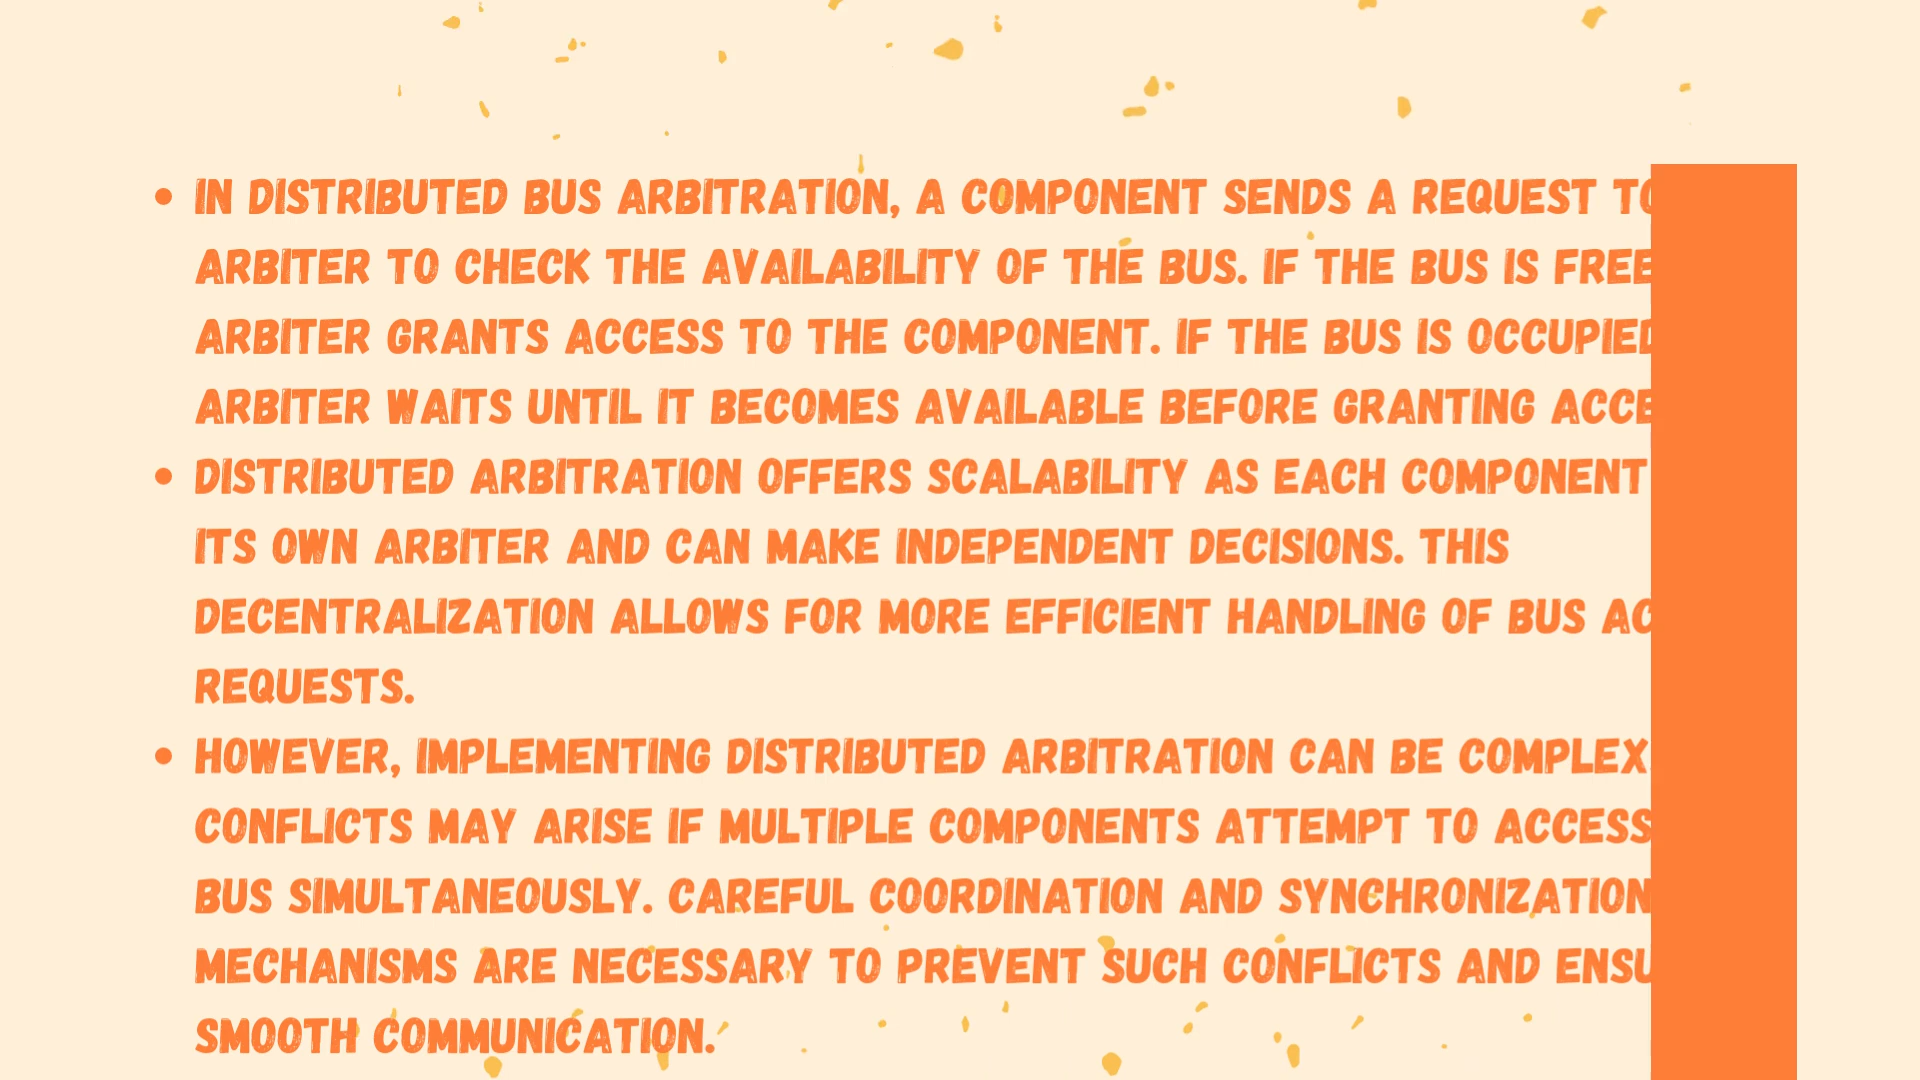 • IN DISTRIBUTED BUS ARBITRATION, A COMPONENT SENDS A REQUEST TO
ARBITER TO CHECK THE AVAILABILITY OF THE BUS. IF THE BUS IS FREE
ARBITER GRANTS ACCESS TO THE COMPONENT. IF THE BUS IS OCCUPIED
ARBITER WAITS UNTIL IT BECOMES AVAILABLE BEFORE GRANTING
• DISTRIBUTED ARBITRATION OFFERS SCALABILITY AS EACH COMPONENT
ITS OWN ARBITER AND CAN MAKE INDEPENDENT DECISIONS. THIS
DECENTRALIZATION ALLOWS FOR MORE EFFICIENT HANDLING OF BUS
REQUESTS.
• HOWEVER, IMPLEMENTING DISTRIBUTED ARBITRATION CAN BE COMPLEX
CONFLICTS MAY ARISE IF MULTIPLE COMPONENTS ATTEMPT TO ACCESS
BUS SIMULTANEOUSLY. CAREFUL COORDINATION AND SYNCHRONIZATION
MECHANISMS ARE NECESSARY TO PREVENT SUCH CONFLICTS AND
SMOOTH COMMUNICATION.